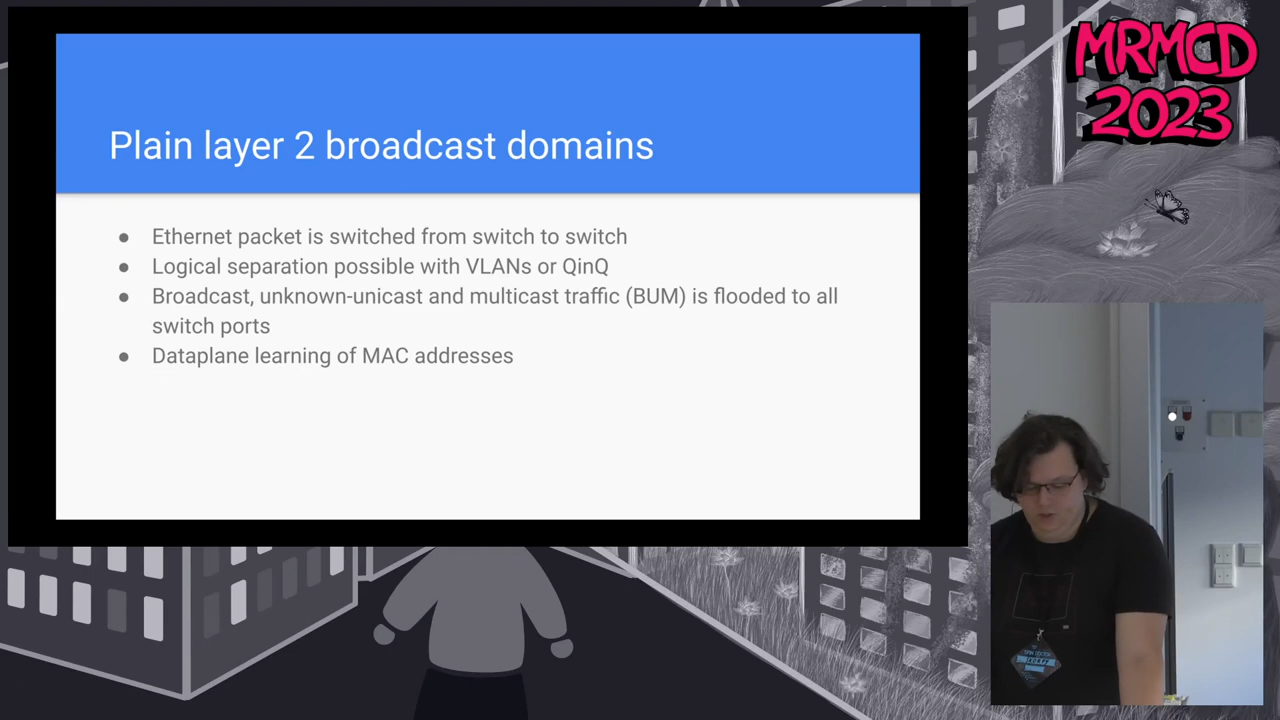 MRMCD
2023
Plain layer 2 broadcast domains
● Ethernet packet is switched from switch to switch
● Logical separation possible with VLANs or QinQ
● Broadcast, unknown-unicast and multicast traffic (BUM) is flooded to all
switch ports
● Dataplane learning of MAC addresses